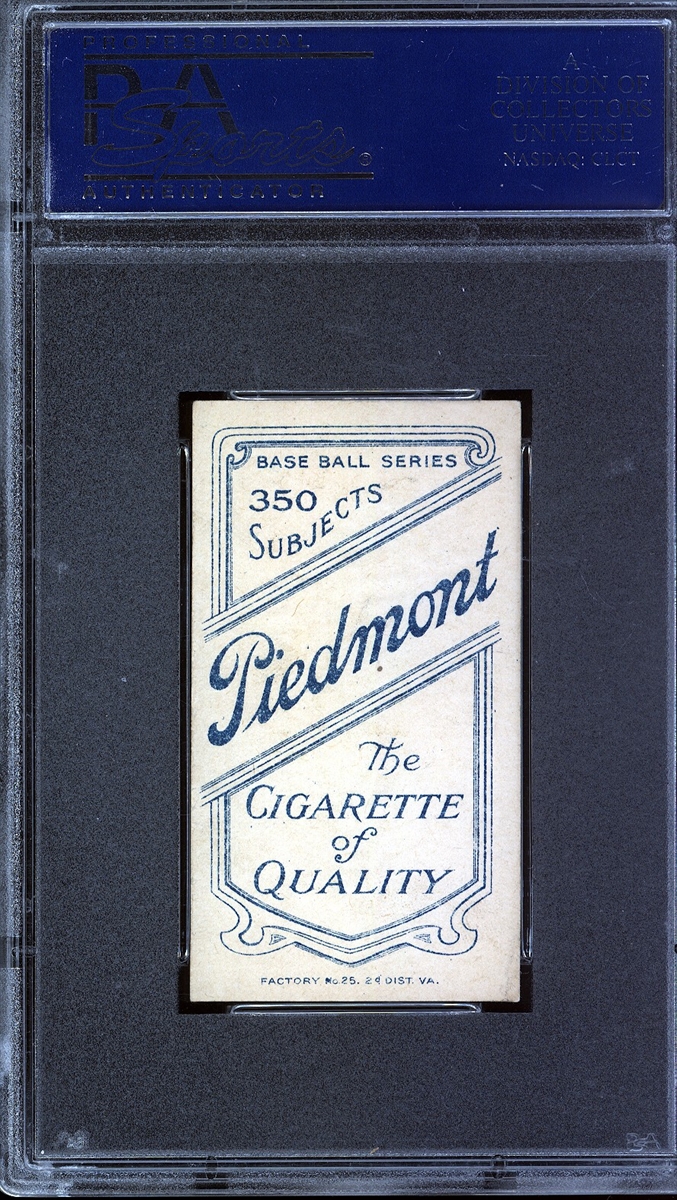 PROFESSIONAL
PSA
Sports ®
AUTHENTICATOR
A
DIVISION OF
COLLECTORS
UNIVERSE
NASDAQ: CLCT
BASE BALL SERIES
350
SUBJECTS
Piedmont
The
CIGARETTE
of
QUALITY
FACTORY No 25. 2d DIST. VA.
PSA